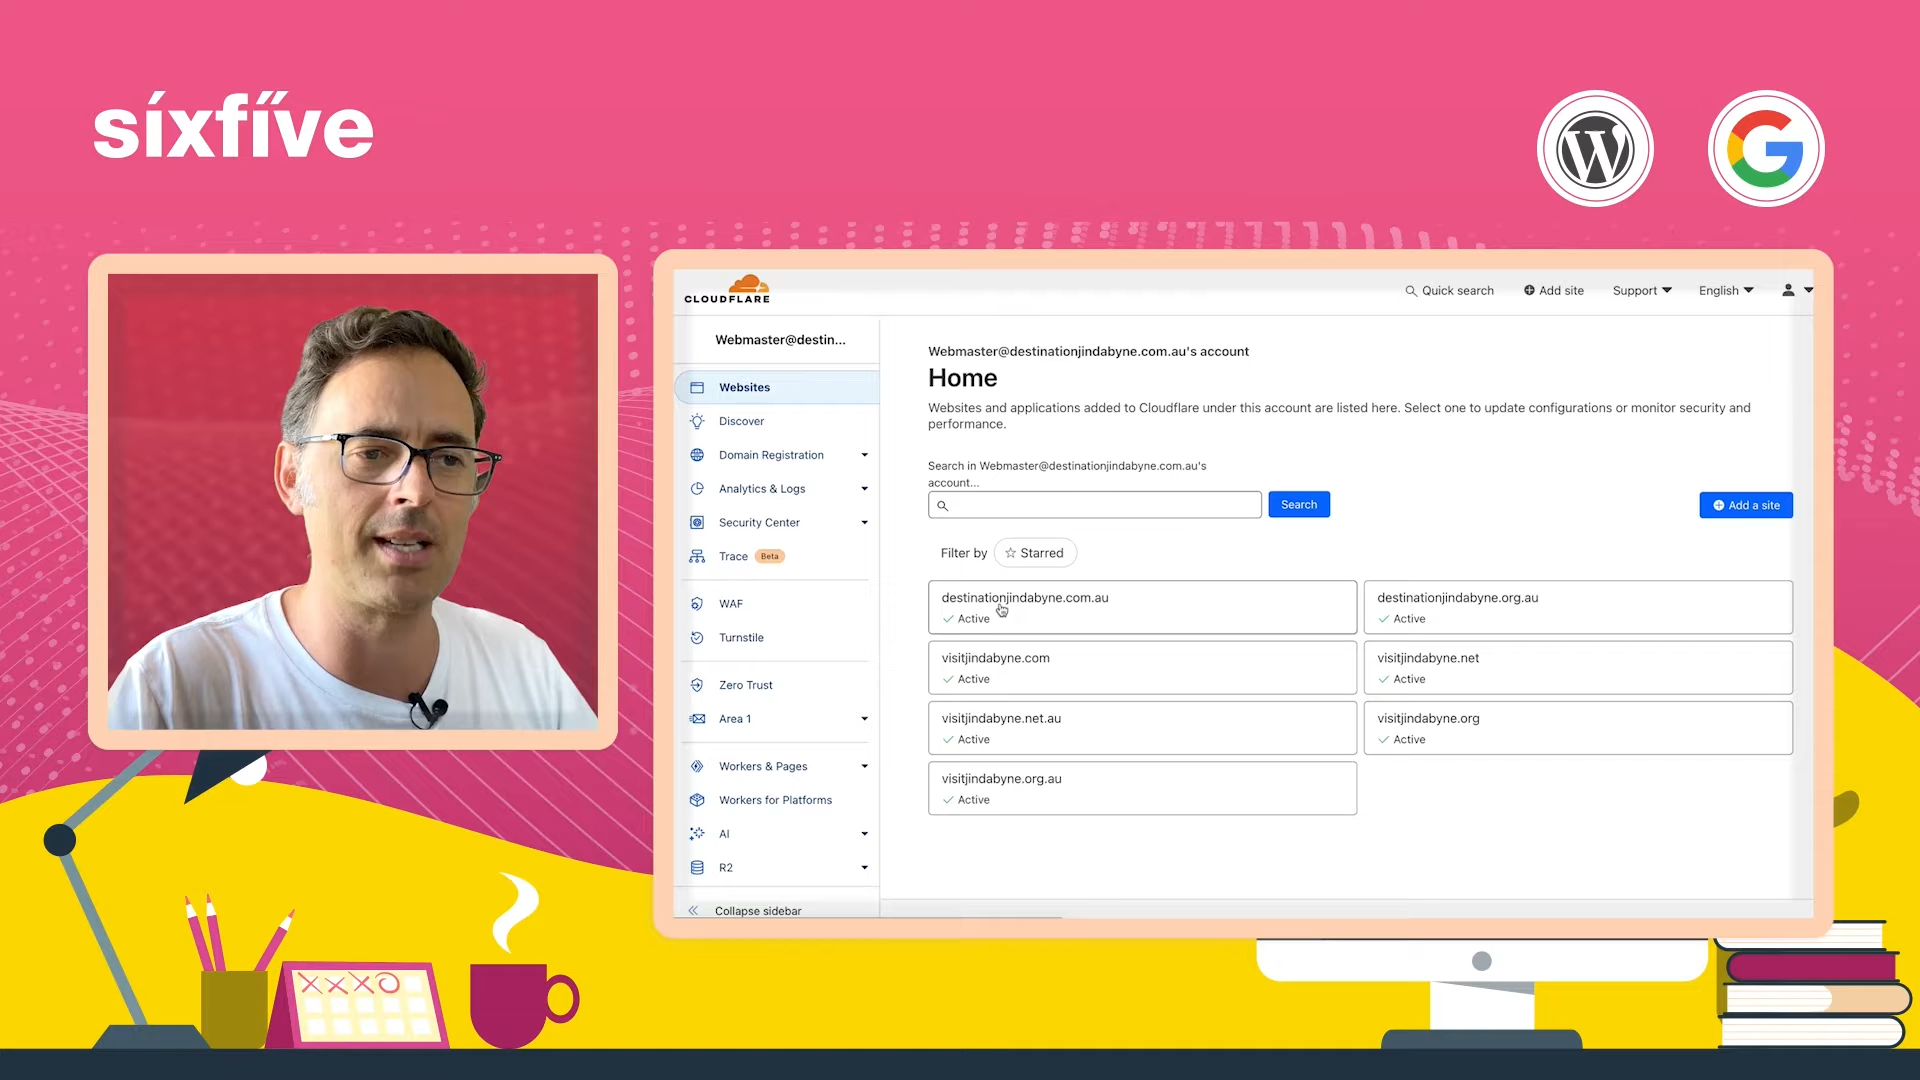 síxfív̋e
CLOUDFLARE
Quick search
Add site
Support
English
Webmaster@destin...
Websites
Discover
Domain Registration
Analytics & Logs
Security Center
Trace Beta
WAF
Turnstile
Zero Trust
Area 1
Workers & Pages
Workers for Platforms
AI
R2
Collapse sidebar
Webmaster@destinationjindabyne.com.au's account
Home
Websites and applications added to Cloudflare under this account are listed here. Select one to update configurations or monitor security and
performance.
Search in Webmaster@destinationjindabyne.com.au's
account...
Search
Add a site
Filter by
Starred
destinationjindabyne.com.au
Active
destinationjindabyne.org.au
Active
visitjindabyne.com
Active
visitjindabyne.net
Active
visitjindabyne.net.au
Active
visitjindabyne.org
Active
visitjindabyne.org.au
Active